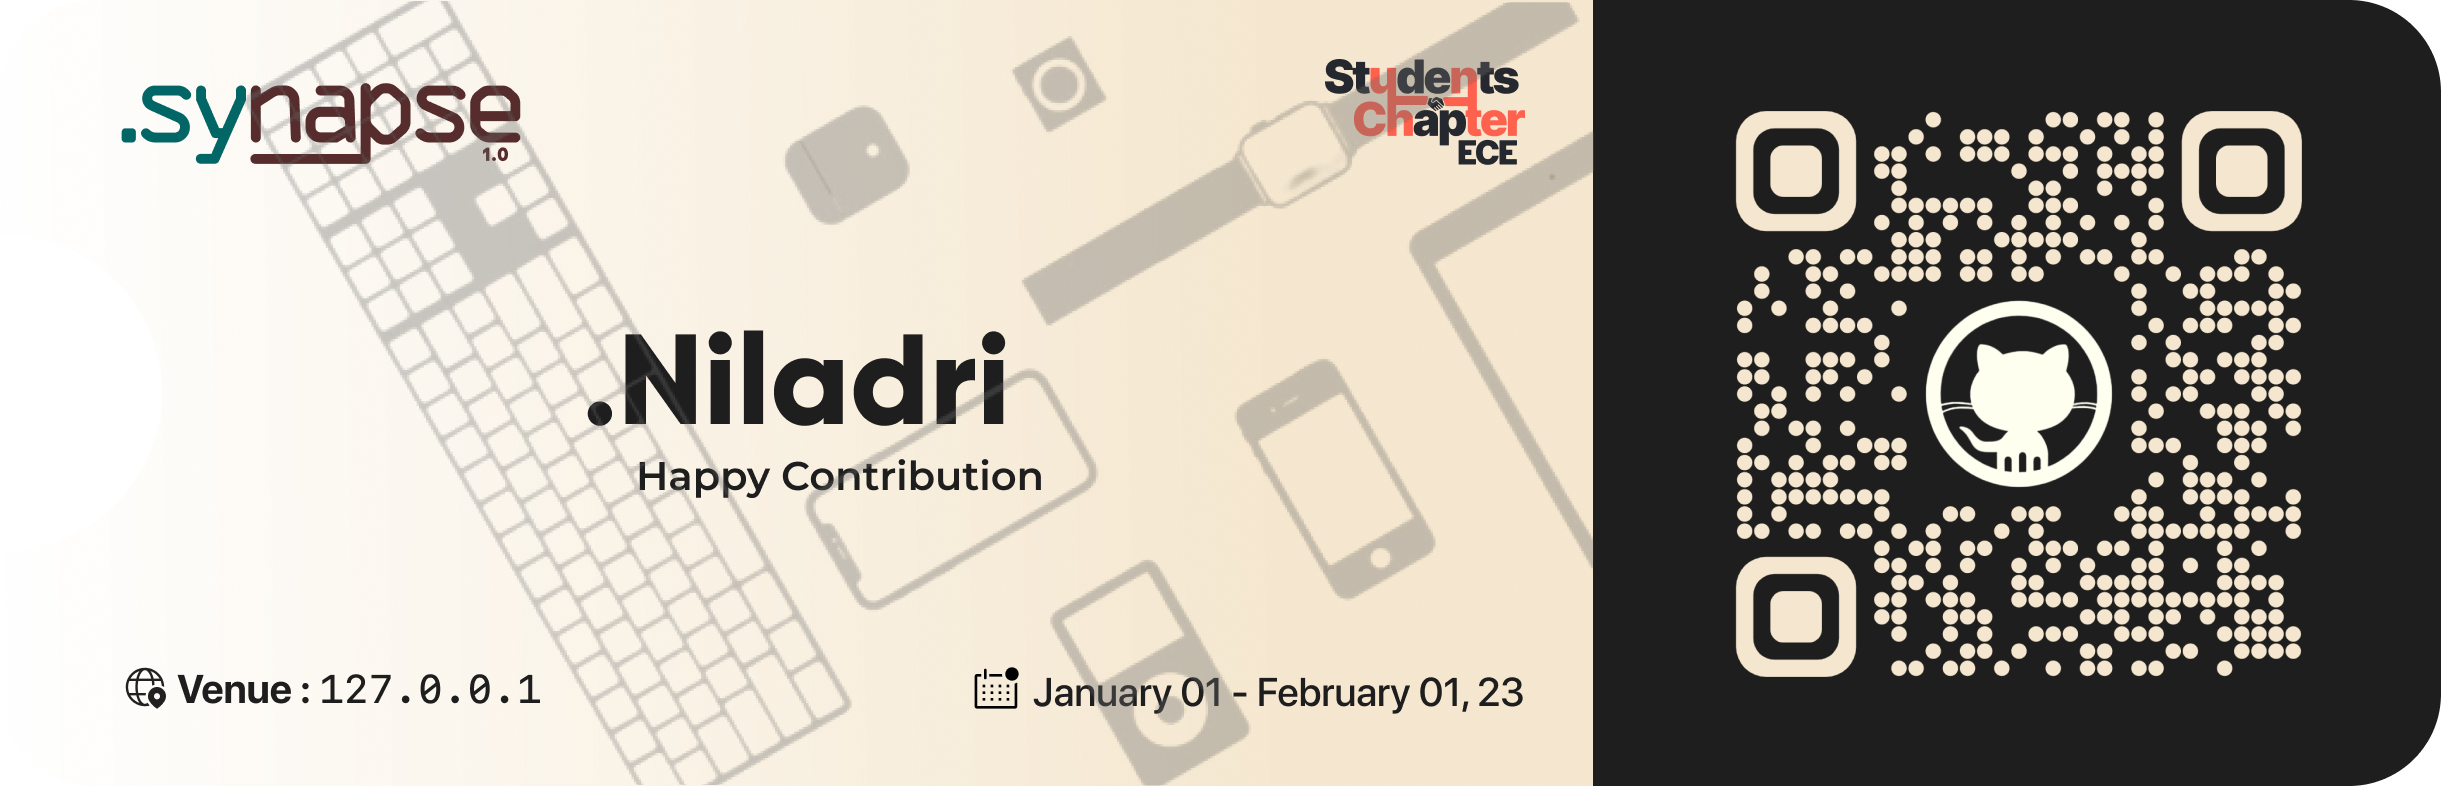 .synapse
1.0
Students
Chapter
ECE
.Niladri
Happy Contribution
Venue : 127.0.0.1
January 01 - February 01, 23